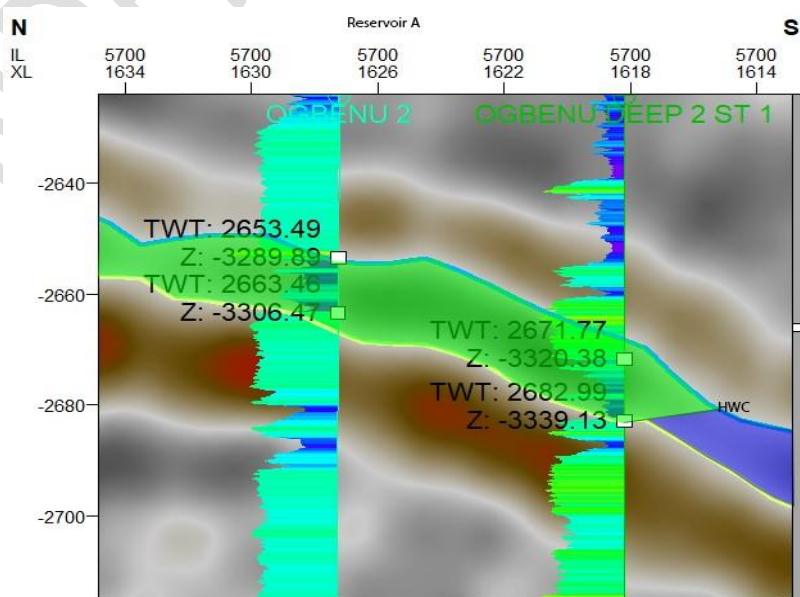 Reservoir A
N S
IL 5700 5700 5700 5700 5700 5700
XL 1634 1630 1626 1622 1618 1614
OGBENU 2 OGBENU DEEP 2 ST 1
-2640
TWT: 2653.49
Z: -3289.89
TWT: 2663.46
-2660
Z: -3306.47
TWT: 2671.77
Z: -3320.38
TWT: 2682.99
-2680
HWC
Z: -3339.13
-2700